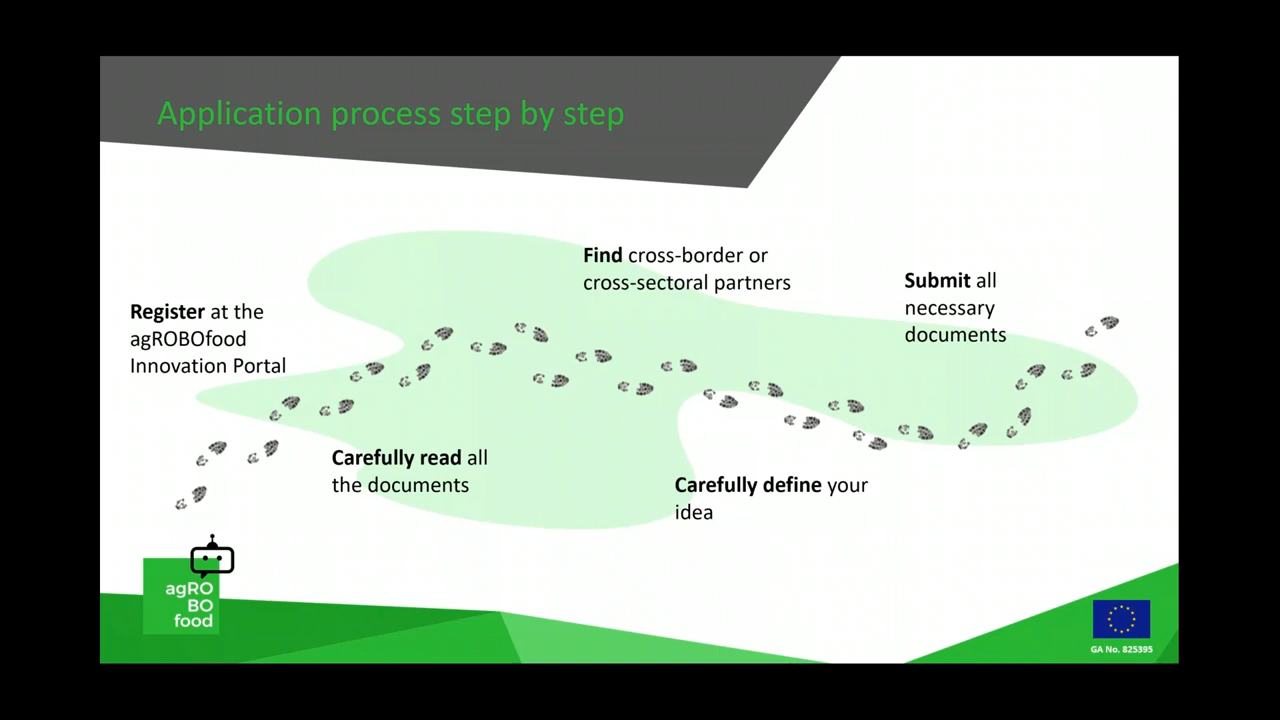 Application process step by step
Register at the
agROBOfood
Innovation Portal
Carefully read all
the documents
Find cross-border or
cross-sectoral partners
Carefully define your
idea
Submit all
necessary
documents
agRO
BO
food
GA No. 825395